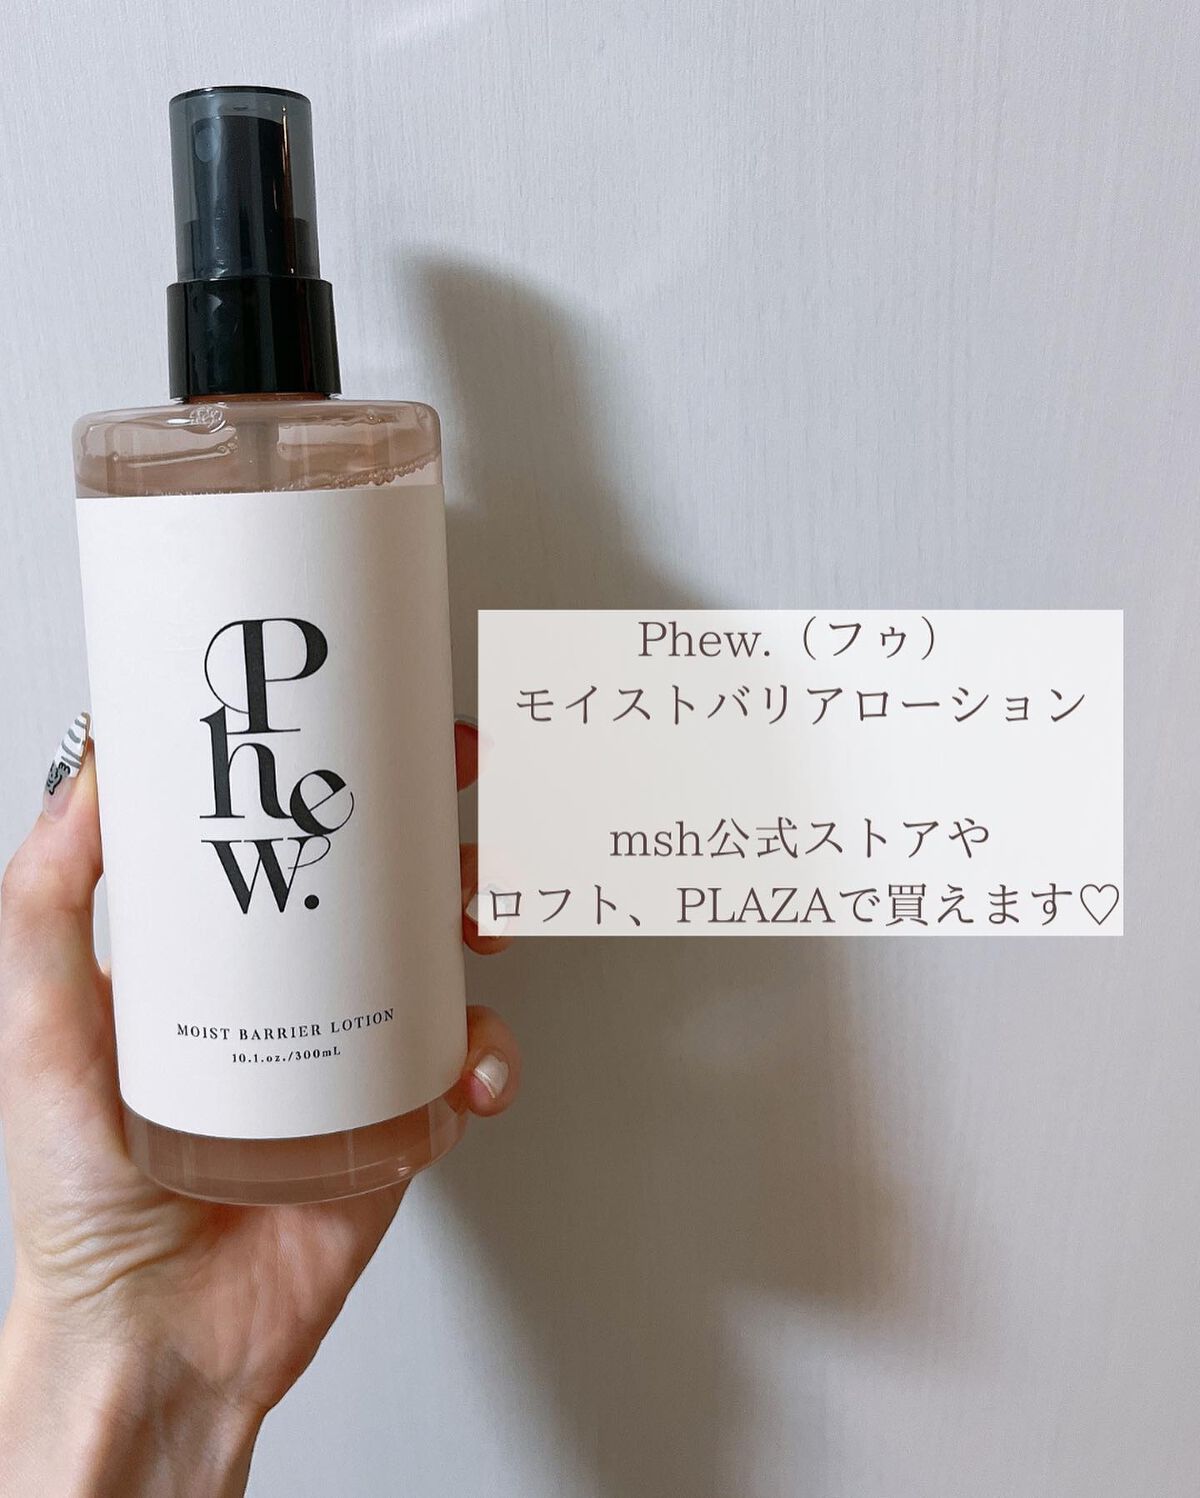 Phew.
MOIST BARRIER LOTION
10.1.oz./300mL
Phew.（フゥ）
モイストバリアローション
msh公式ストアや
ロフト、PLAZAで買えます♡